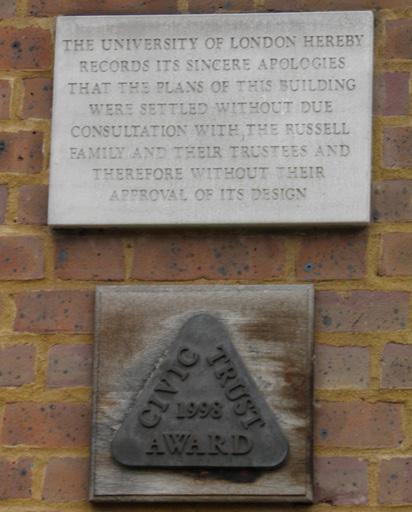 THE UNIVERSITY OF LONDON HEREBY
RECORDS ITS SINCERE APOLOGIES
THAT THE PLANS OF THIS BUILDING
WERE SETTLED WITHOUT DUE
CONSULTATION WITH THE RUSSELL
FAMILY AND THEIR TRUSTEES AND
THEREFORE WITHOUT THEIR
APPROVAL OF ITS DESIGN
CIVIC TRUST
1998
AWARD